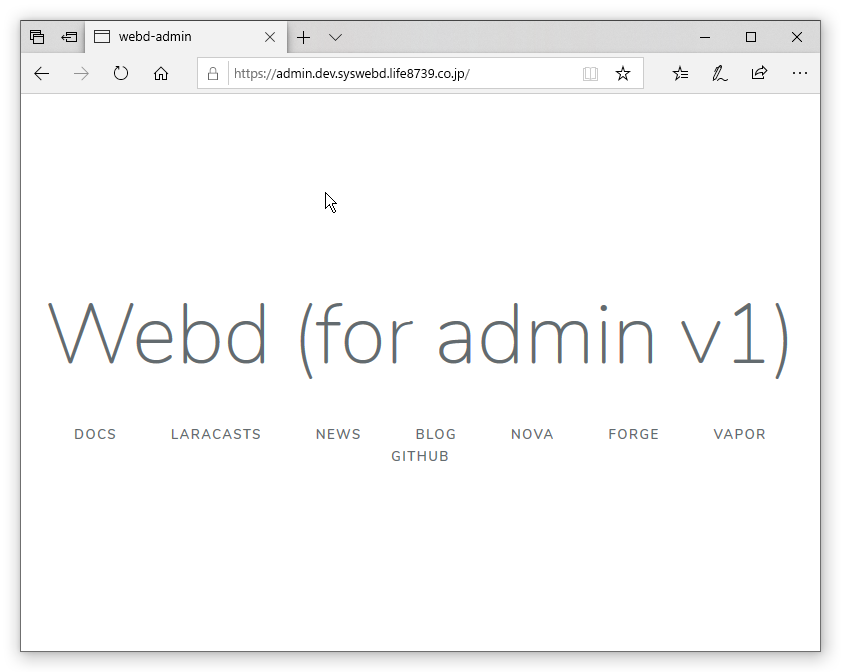 webd-admin
https://admin.dev.syswebd.life8739.co.jp/
Webd (for admin v1)
DOCS LARACASTS NEWS BLOG NOVA FORGE VAPOR
GITHUB